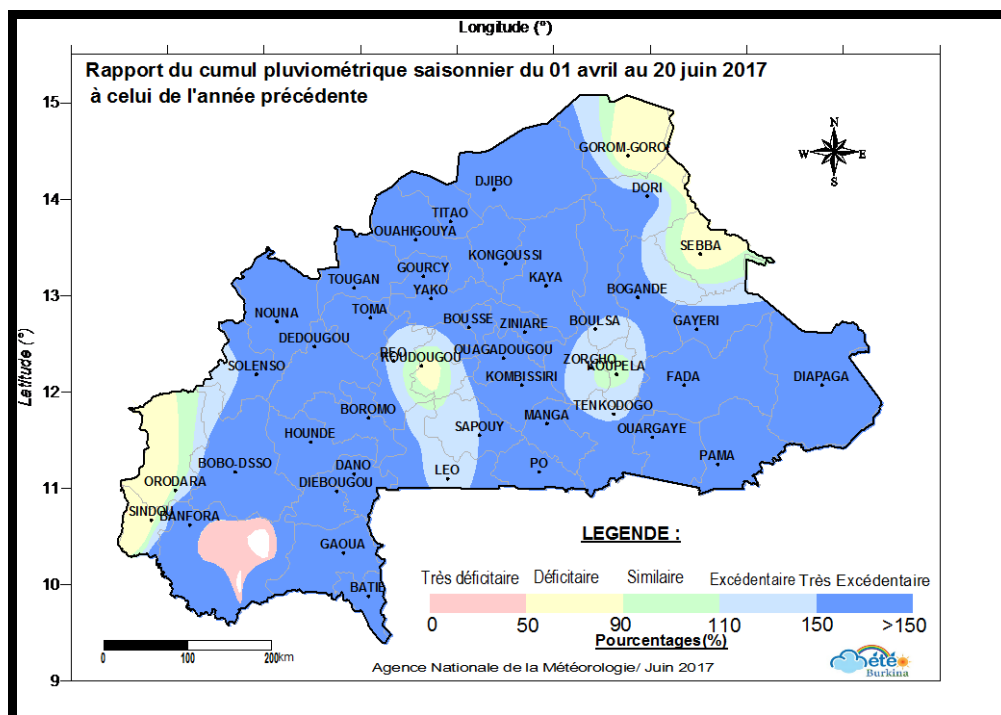 Longitude (°)
Rapport du cumul pluviométrique saisonnier du 01 avril au 20 juin 2017
à celui de l'année précédente
15
14
13
12
11
10
9
Latitude (°)
N
W
E
S
GOROM-GORO
DJIBO
DORI
TITAO
OUAHIGOUYA
SEBBA
KONGOUSSI
GOURCY
TOUGAN
KAYA
YAKO
BOGANDE
NOUNA
TOMA
BOUSSE
ZINIARE
BOULSA
GAYERI
DEDOUGOU
REO
KOUDOUGOU
OUAGADOUGOU
ZORGHO
KOUPELA
SOLENSO
KOMBISSIRI
FADA
DIAPAGA
BOROMO
MANGA
TENKODOGO
HOUNDE
SAPOUY
OUARGAYE
BOBO-DSSO
DANO
LEO
PO
PAMA
ORODARA
DIEBOUGOU
SINDOU
BANFORA
GAOUA
BATIE
LEGENDE :
Très déficitaire Déficitaire Similaire Excédentaire Très Excédentaire
0 50 90 110 150 >150
Pourcentages(%)
0 100 200km
Agence Nationale de la Météorologie/ Juin 2017
météo
Burkina